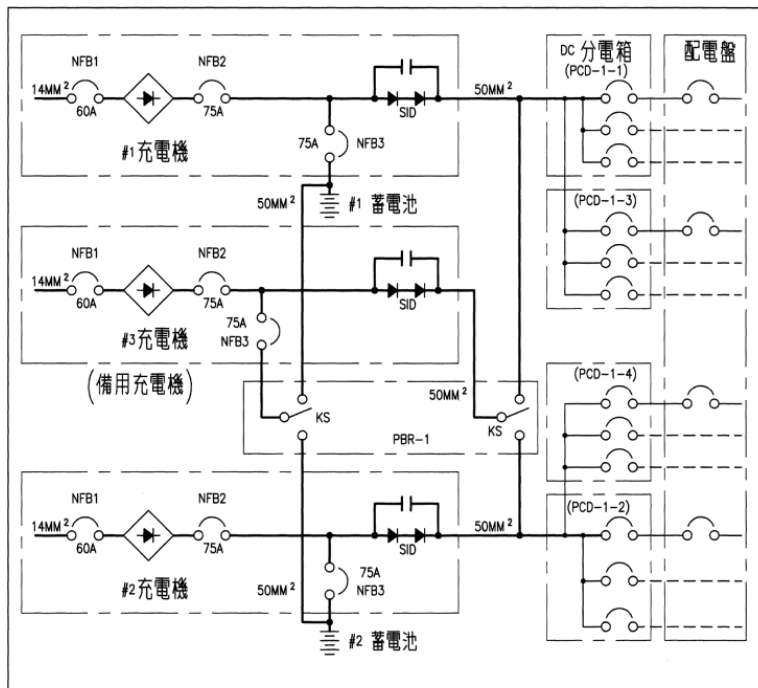 NFB1
NFB2
14MM²
60A
75A
SID
50MM²
#1充電機
75A
NFB3
50MM²
#1 蓄電池
DC 分電箱
(PCD-1-1)
配電盤
(PCD-1-3)
NFB1
NFB2
14MM²
60A
75A
SID
#3充電機
75A
NFB3
(備用充電機)
50MM²
KS
KS
PBR-1
(PCD-1-4)
NFB1
NFB2
14MM²
60A
75A
SID
50MM²
#2充電機
50MM²
75A
NFB3
#2 蓄電池
(PCD-1-2)